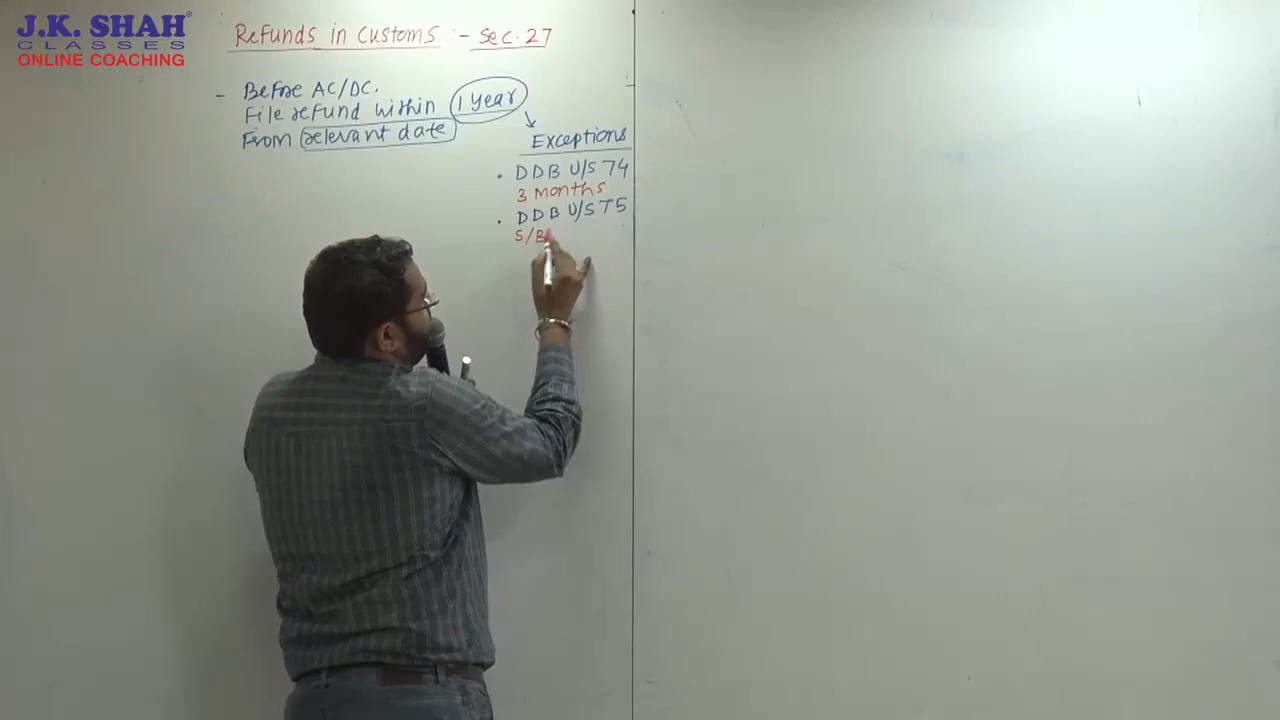 J.K. SHAH®
CLASSES
ONLINE COACHING
Refunds in Customs :- Sec. 27
- Before AC/DC.
File refund within 1 year
From relevant date
Exceptions
. DDB U/S 74
3 months
. DDB U/S 75
S/B